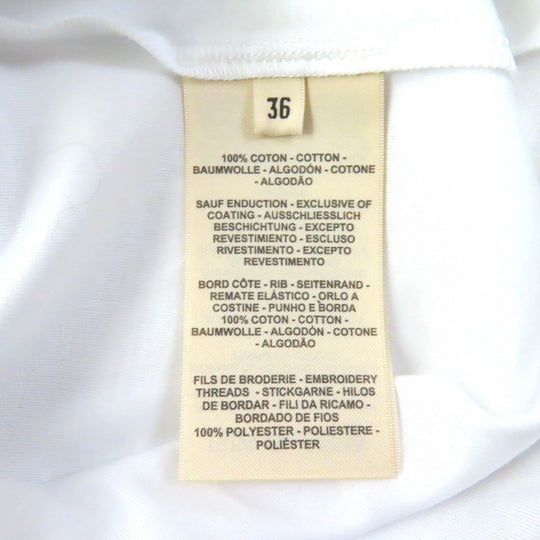 36
100% COTON - COTTON -
BAUMWOLLE - ALGODÓN - COTONE
- ALGODÃO
SAUF ENDUCTION - EXCLUSIVE OF
COATING - AUSSCHLIESSLICH
BESCHICHTUNG - EXCEPTO
REVESTIMIENTO - ESCLUSO
RIVESTIMENTO - EXCEPTO
REVESTIMENTO
BORD CÔTE - RIB - SEITENRAND -
REMATE ELÁSTICO - ORLO A
COSTINE - PUNHO E BORDA
100% COTON - COTTON -
BAUMWOLLE - ALGODÓN - COTONE
- ALGODÃO
FILS DE BRODERIE - EMBROIDERY
THREADS - STICKGARNE - HILOS
DE BORDAR - FILI DA RICAMO -
BORDADO DE FIOS
100% POLYESTER - POLIESTERE -
POLIÉSTER